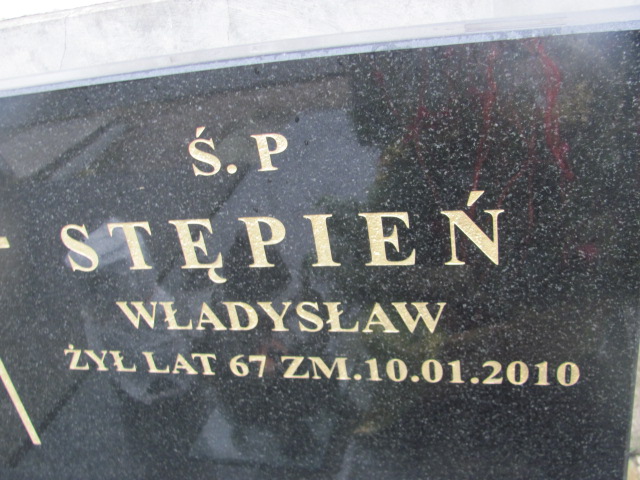 Ś.P
STĘPIEŃ
WŁADYSŁAW
ŻYŁ LAT 67 ZM.10.01.2010